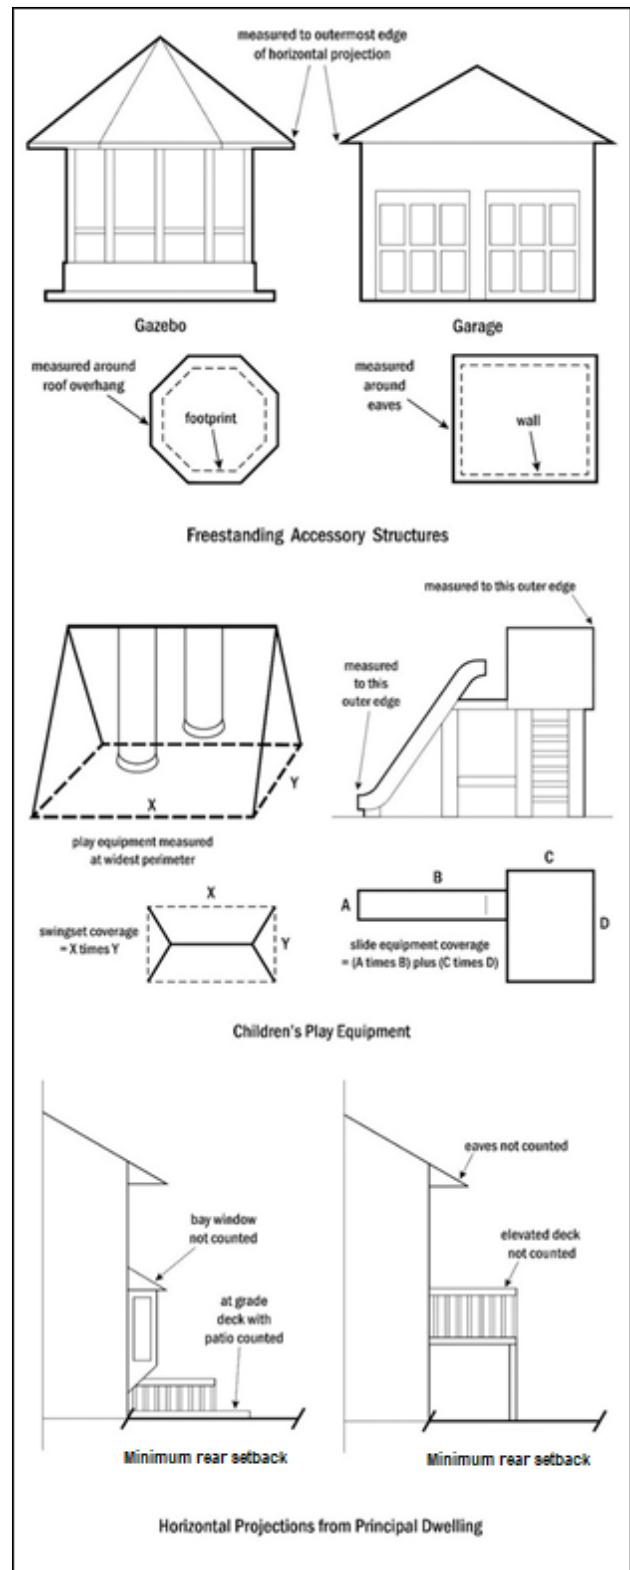 measured to outermost edge
of horizontal projection
Gazebo
Garage
measured around
roof overhang
footprint
measured
around
eaves
wall
Freestanding Accessory Structures
measured to this outer edge
measured
to this
outer edge
X
Y
play equipment measured
at widest perimeter
X
swingset coverage
= X times Y
Y
C
B
A
D
slide equipment coverage
= (A times B) plus (C times D)
Children's Play Equipment
eaves not counted
bay window
not counted
elevated deck
not counted
at grade
deck with
patio counted
Minimum rear setback
Minimum rear setback
Horizontal Projections from Principal Dwelling